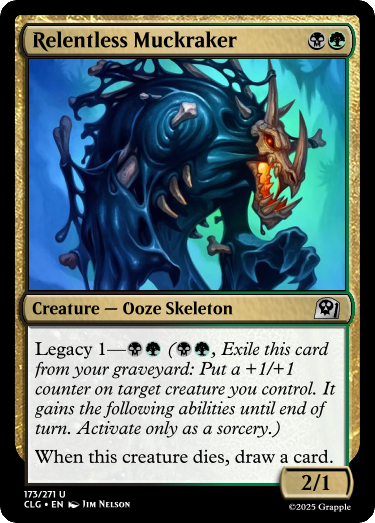 Relentless Muckraker
Creature — Ooze Skeleton
Legacy 1— (, Exile this card
from your graveyard: Put a +1/+1
counter on target creature you control. It
gains the following abilities until end of
turn. Activate only as a sorcery.)
When this creature dies, draw a card.
2/1
173/271 U
CLG • EN Jim Nelson
©2025 Grapple